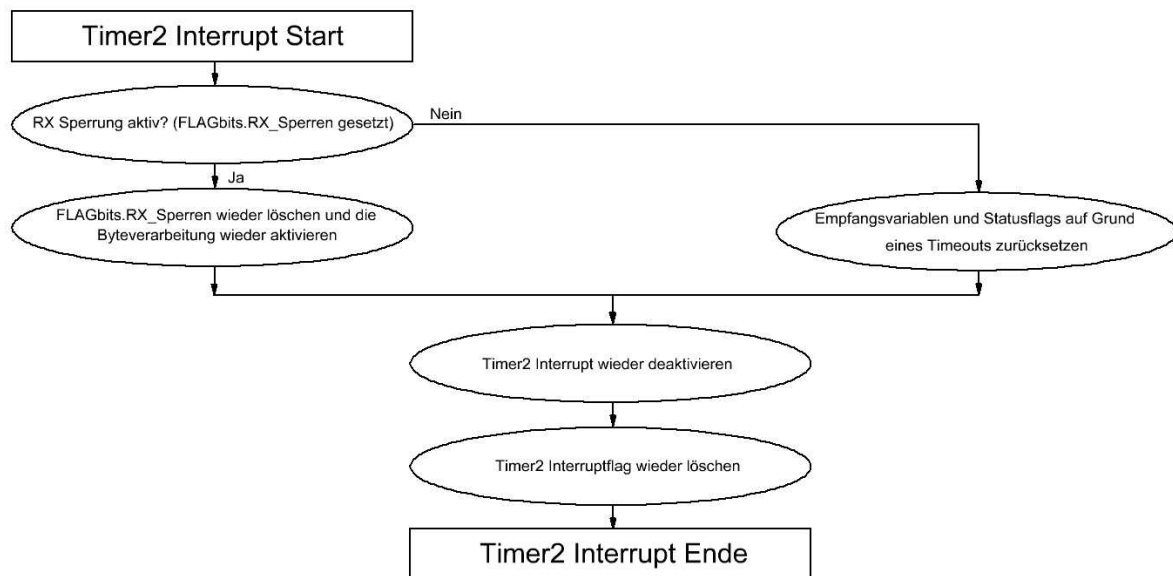 Timer2 Interrupt Start
RX Sperrung aktiv? (FLAGbits.RX_Sperren gesetzt)
Nein
Ja
FLAGbits.RX_Sperren wieder löschen und die
Byteverarbeitung wieder aktivieren
Empfangsvariablen und Statusflags auf Grund
eines Timeouts zurücksetzen
Timer2 Interrupt wieder deaktivieren
Timer2 Interruptflag wieder löschen
Timer2 Interrupt Ende